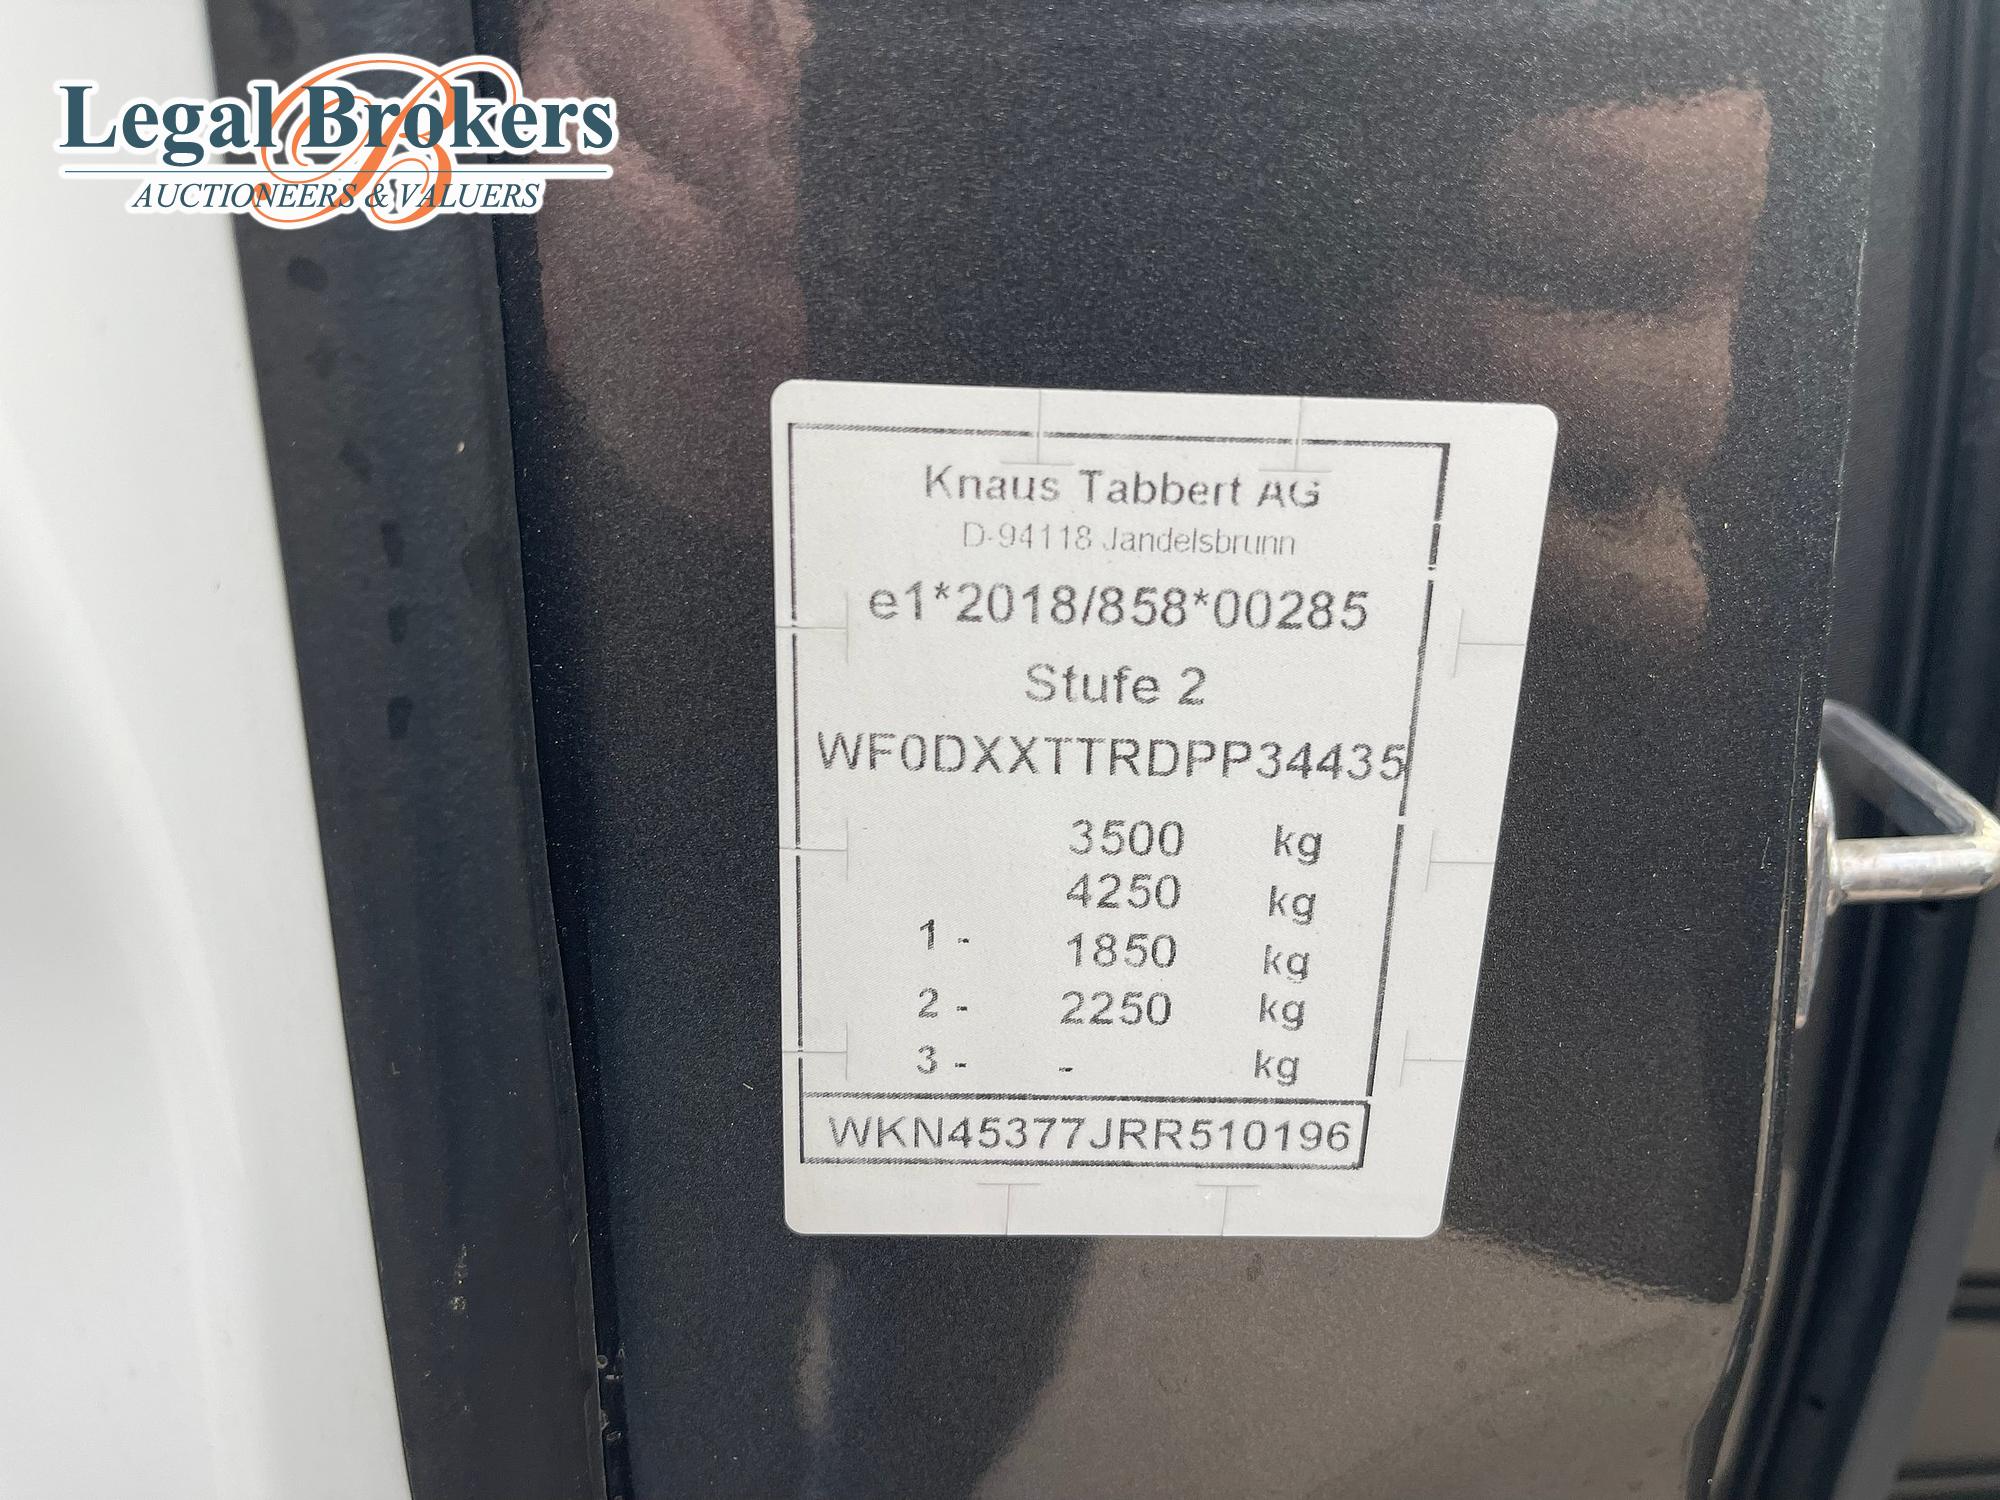 Legal Brokers
AUCTIONEERS & VALUERS
Knaus Tabbert AG
D-94118 Jandelsbrunn
e1*2018/858*00285
Stufe 2
WF0DXXTTRDPP34435
3500 kg
4250 kg
1 - 1850 kg
2 - 2250 kg
3 - - kg
WKN45377JRR510196